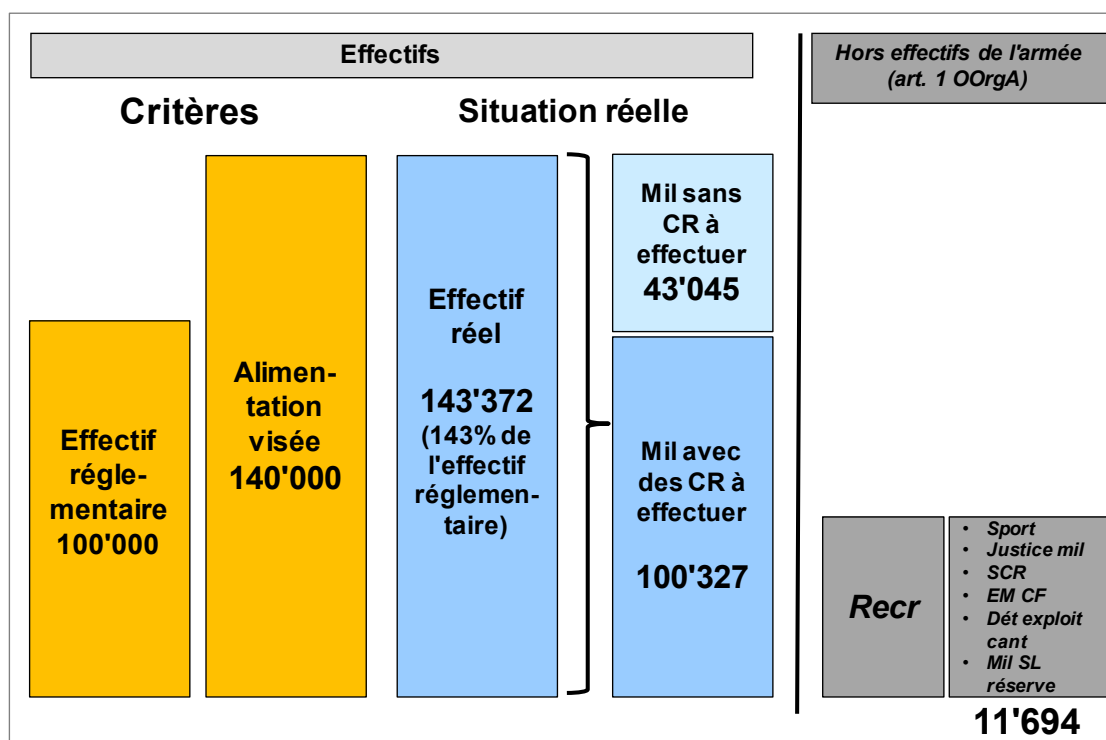 Effectifs
Critères
Situation réelle
Effectif
régle-
mentaire
100'000
Alimen-
tation
visée
140'000
Effectif
réel
143'372
(143% de
l'effectif
réglemen-
taire)
Mil sans
CR à
effectuer
43'045
Mil avec
des CR à
effectuer
100'327
Hors effectifs de l'armée
(art. 1 OOrgA)
Recr
• Sport
• Justice mil
• SCR
• EM CF
• Dét exploit
cant
• Mil SL
réserve
11'694